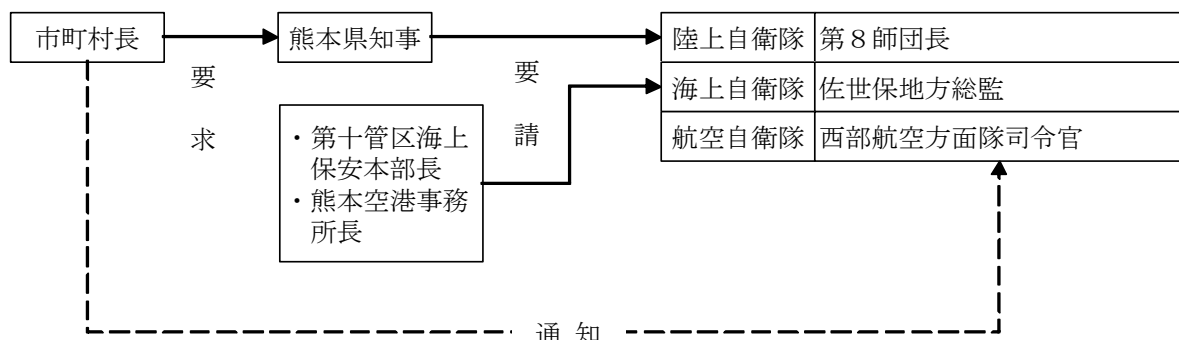 市町村長
要求
熊本県知事
・第十管区海上
保安本部長
・熊本空港事務
所長
要請
陸上自衛隊 第8師団長
海上自衛隊 佐世保地方総監
航空自衛隊 西部航空方面隊司令官
通知